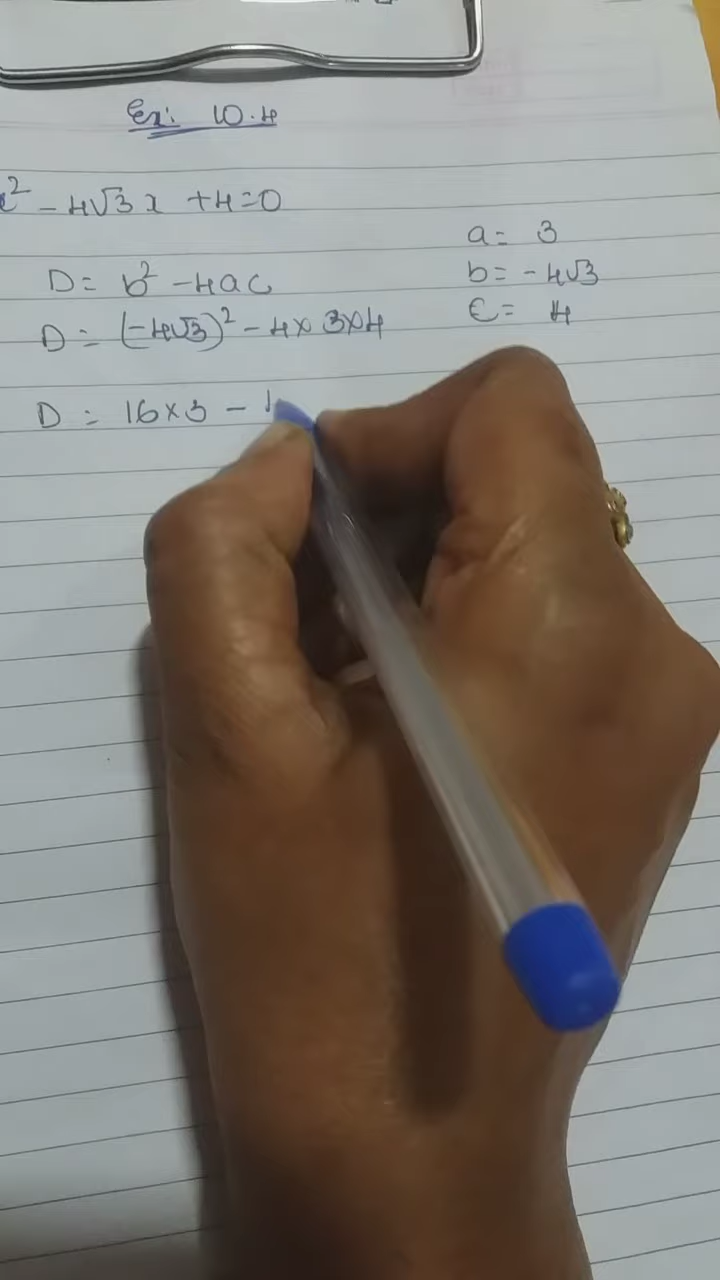 Ex: 10.4
x² - 4√3 x + 4 = 0
a = 3
D = b² - 4ac
b = -4√3
D = (-4√3)² - 4 × 3 × 4
c = 4
D = 16 × 3 -